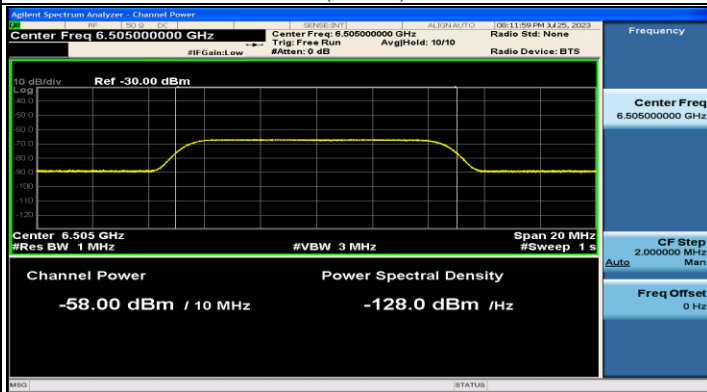 Agilent Spectrum Analyzer - Channel Power
RF 50 Ω DC SENSE:INT ALIGN AUTO 08:11:59 PM Jul 25, 2023
Center Freq 6.505000000 GHz Center Freq: 6.505000000 GHz Radio Std: None Frequency
Trig: Free Run Avg|Hold: 10/10
#IFGain:Low #Atten: 0 dB Radio Device: BTS
10 dB/div Ref -30.00 dBm
Log
-40.0
-50.0
-60.0
-70.0
-80.0
-90.0
-100
-110
-120
Center Freq
6.505000000 GHz
Center 6.505 GHz Span 20 MHz
#Res BW 1 MHz #VBW 3 MHz #Sweep 1 s
CF Step
2.000000 MHz
Auto Man
Channel Power Power Spectral Density
-58.00 dBm / 10 MHz -128.0 dBm /Hz
Freq Offset
0 Hz
MSG STATUS